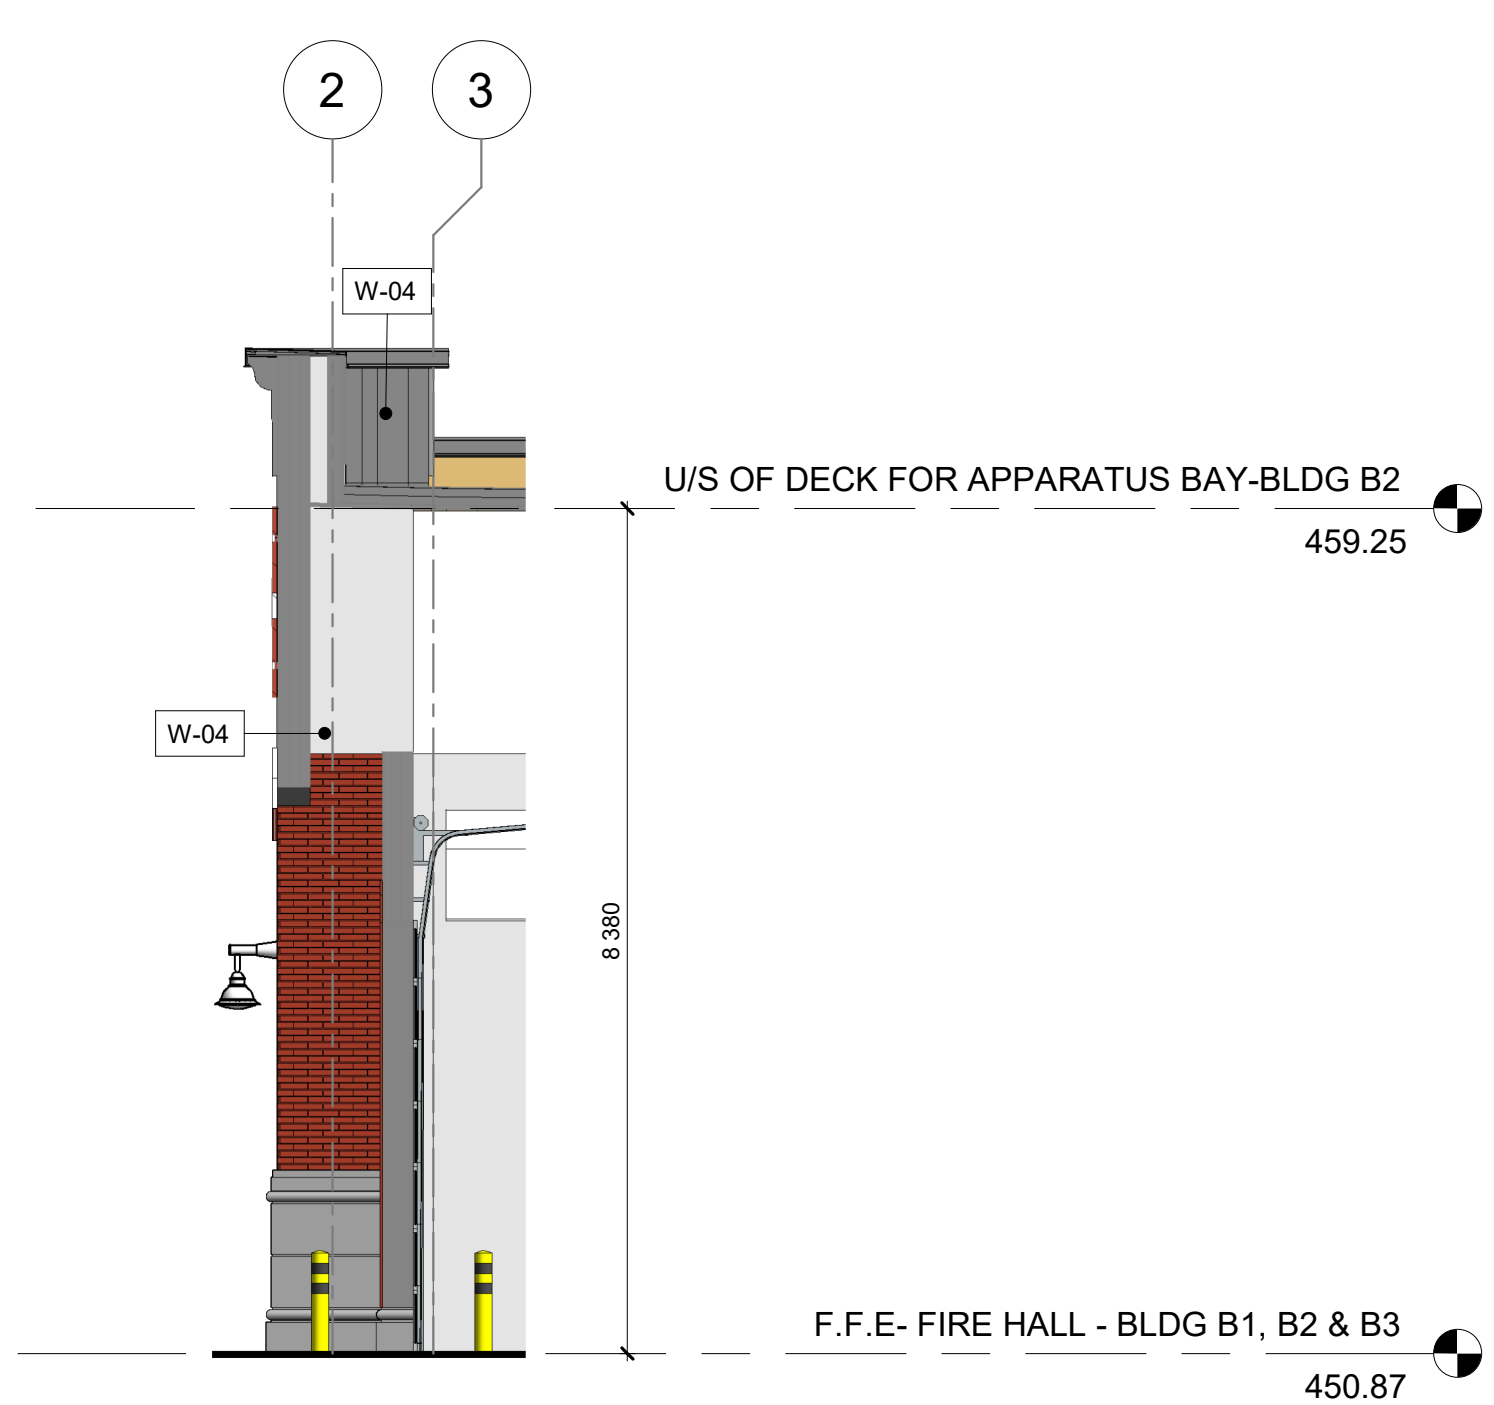 2
3
W-04
U/S OF DECK FOR APPARATUS BAY-BLDG B2
459.25
W-04
8 380
F.F.E- FIRE HALL - BLDG B1, B2 & B3
450.87